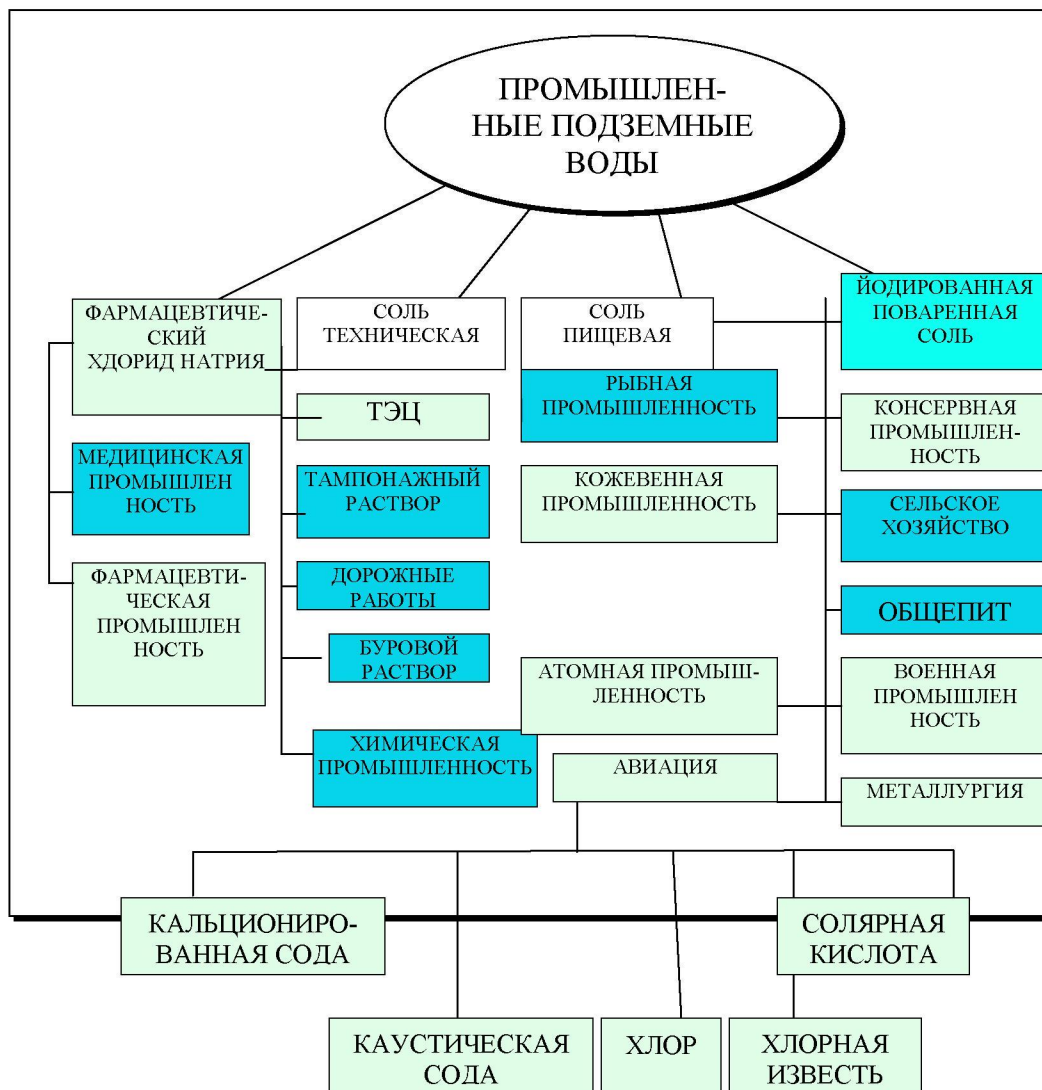 ПРОМЫШЛЕН-
НЫЕ ПОДЗЕМНЫЕ
ВОДЫ
ФАРМАЦЕВТИЧЕ-
СКИЙ
ХДОРИД НАТРИЯ
СОЛЬ
ТЕХНИЧЕСКАЯ
СОЛЬ
ПИЩЕВАЯ
ЙОДИРОВАННАЯ
ПОВАРЕННАЯ
СОЛЬ
РЫБНАЯ
ПРОМЫШЛЕННОСТЬ
ТЭЦ
КОНСЕРВНАЯ
ПРОМЫШЛЕН-
НОСТЬ
МЕДИЦИНСКАЯ
ПРОМЫШЛЕН
НОСТЬ
ТАМПОНАЖНЫЙ
РАСТВОР
КОЖЕВЕННАЯ
ПРОМЫШЛЕННОСТЬ
СЕЛЬСКОЕ
ХОЗЯЙСТВО
ФАРМАЦЕВТИ-
ЧЕСКАЯ
ПРОМЫШЛЕН
НОСТЬ
ДОРОЖНЫЕ
РАБОТЫ
ОБЩЕПИТ
БУРОВОЙ
РАСТВОР
АТОМНАЯ ПРОМЫШ-
ЛЕННОСТЬ
ВОЕННАЯ
ПРОМЫШЛЕН
НОСТЬ
ХИМИЧЕСКАЯ
ПРОМЫШЛЕННОСТЬ
АВИАЦИЯ
МЕТАЛЛУРГИЯ
КАЛЬЦИОНИРО-
ВАННАЯ СОДА
СОЛЯРНАЯ
КИСЛОТА
КАУСТИЧЕСКАЯ
СОДА
ХЛОР
ХЛОРНАЯ
ИЗВЕСТЬ